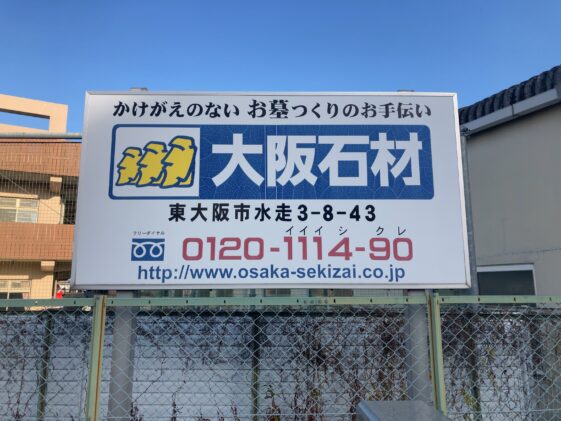 かけがえのない お墓づくりのお手伝い
大阪石材
東大阪市水走3-8-43
フリーダイヤル
イイイシ クレ
0120-1114-90
http://www.osaka-sekizai.co.jp